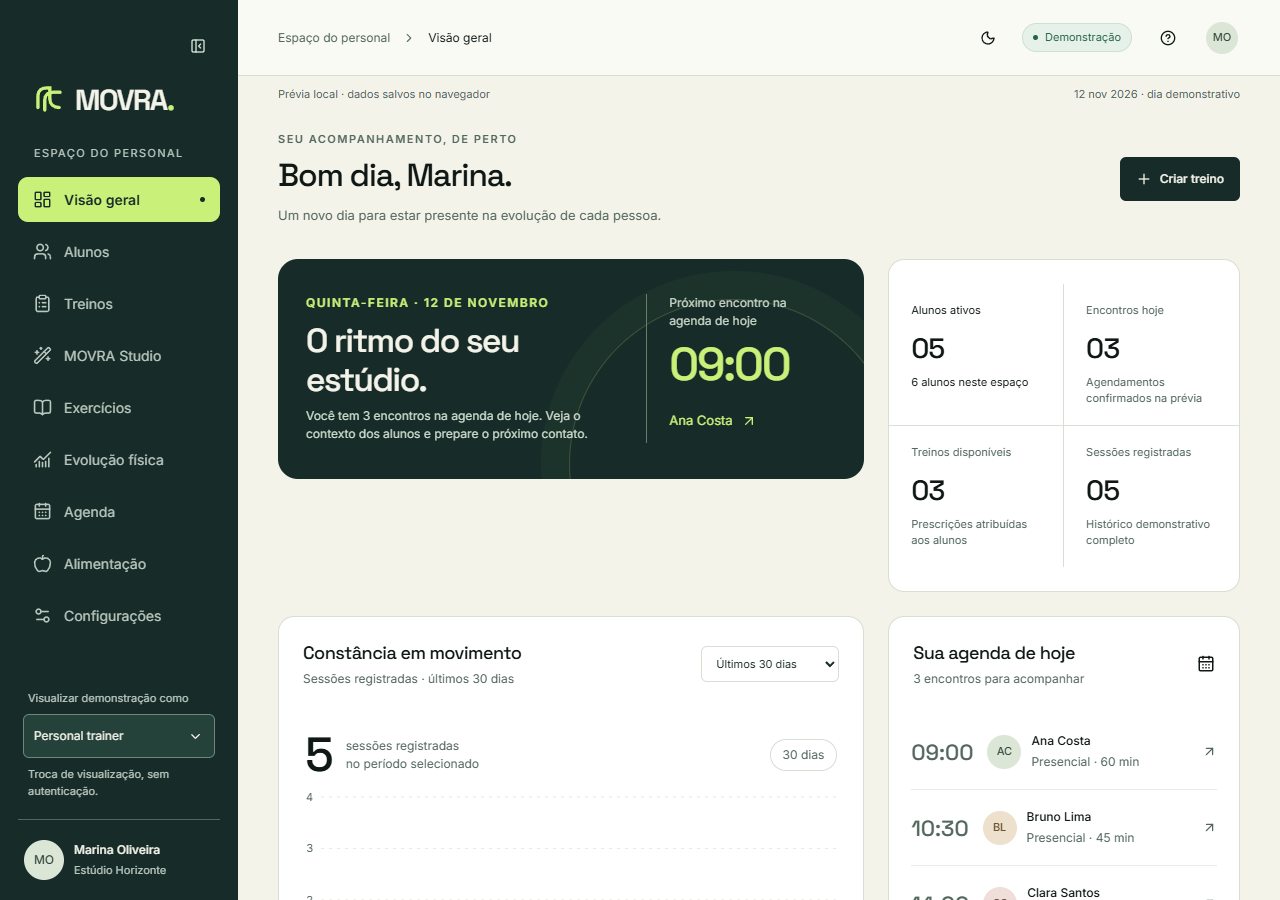 MOVRA.
ESPAÇO DO PERSONAL
Visão geral
Alunos
Treinos
MOVRA Studio
Exercícios
Evolução física
Agenda
Alimentação
Configurações
Visualizar demonstração como
Personal trainer
Troca de visualização, sem
autenticação.
MO
Marina Oliveira
Estúdio Horizonte
Espaço do personal
Visão geral
Demonstração
MO
Prévia local · dados salvos no navegador
12 nov 2026 · dia demonstrativo
SEU ACOMPANHAMENTO, DE PERTO
Bom dia, Marina.
Um novo dia para estar presente na evolução de cada pessoa.
Criar treino
QUINTA-FEIRA · 12 DE NOVEMBRO
O ritmo do seu
estúdio.
Você tem 3 encontros na agenda de hoje. Veja o
contexto dos alunos e prepare o próximo contato.
Próximo encontro na
agenda de hoje
09:00
Ana Costa
Alunos ativos
05
6 alunos neste espaço
Encontros hoje
03
Agendamentos
confirmados na prévia
Treinos disponíveis
03
Prescrições atribuídas
aos alunos
Sessões registradas
05
Histórico demonstrativo
completo
Constância em movimento
Sessões registradas · últimos 30 dias
Últimos 30 dias
5
sessões registradas
no período selecionado
30 dias
4
3
2
Sua agenda de hoje
3 encontros para acompanhar
09:00
AC
Ana Costa
Presencial · 60 min
10:30
BL
Bruno Lima
Presencial · 45 min
Clara Santos